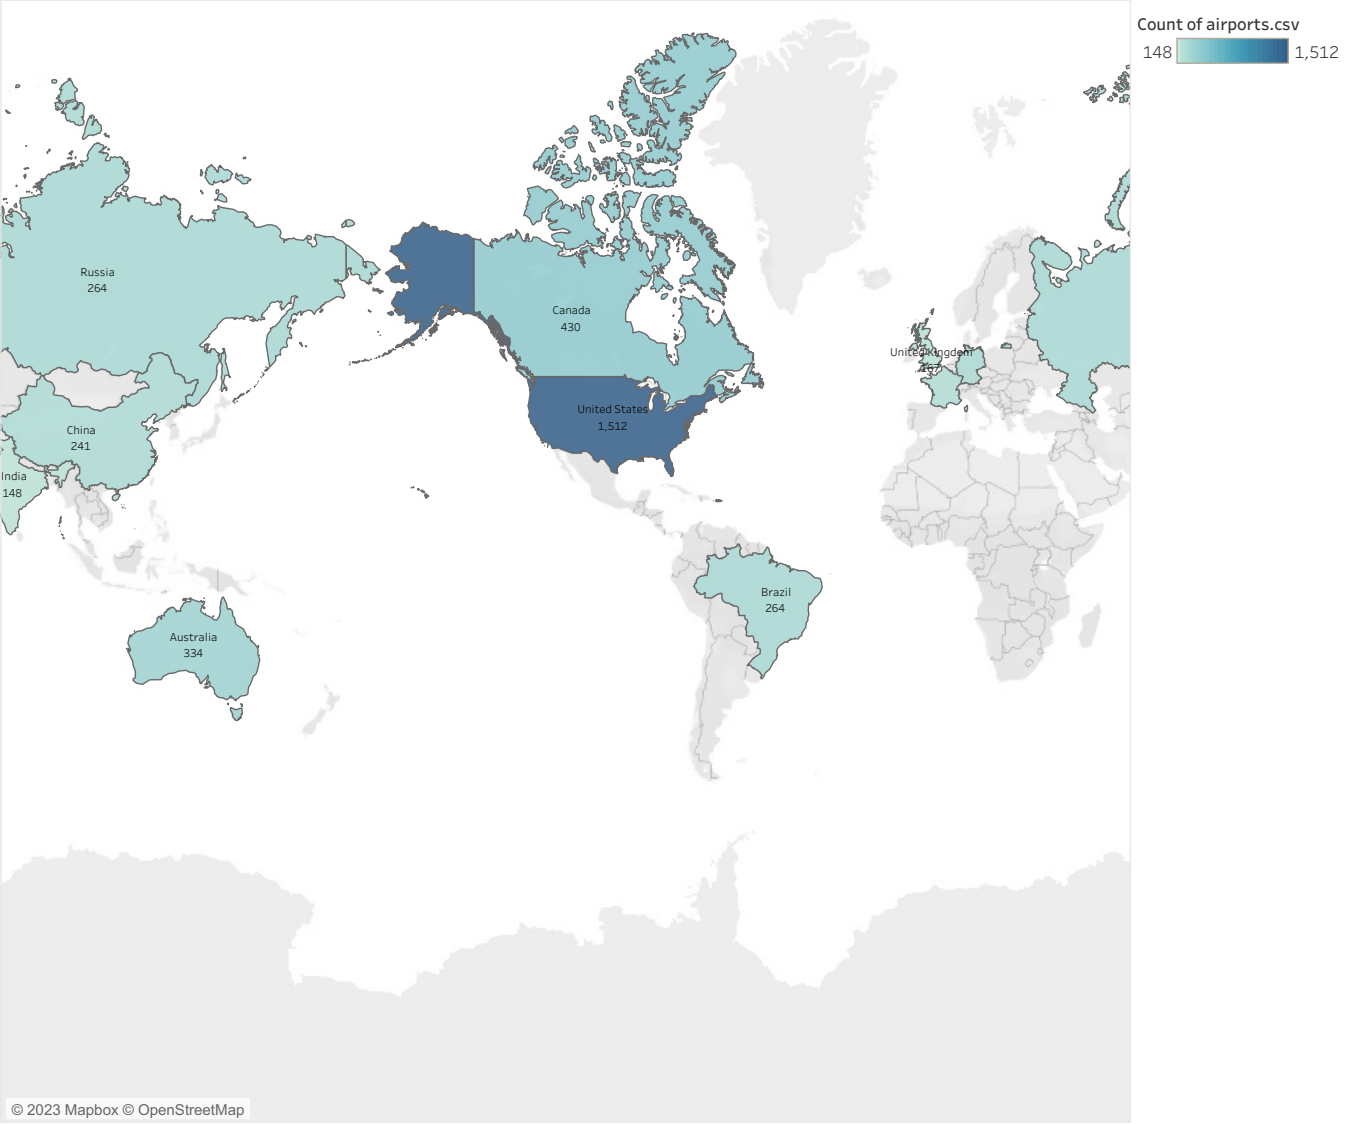 Count of airports.csv
148
1,512
Russia
264
Canada
430
United Kingdom
167
United States
1,512
China
241
India
148
Brazil
264
Australia
334
© 2023 Mapbox © OpenStreetMap